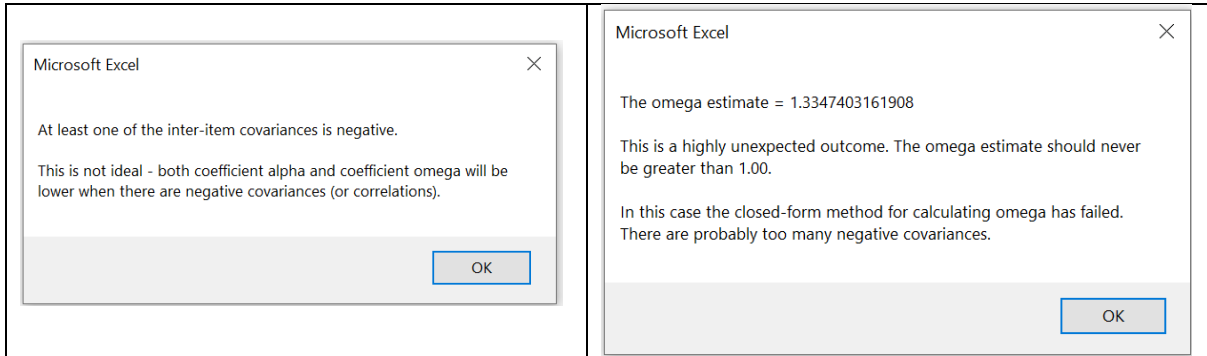 Microsoft Excel
At least one of the inter-item covariances is negative.
This is not ideal - both coefficient alpha and coefficient omega will be
lower when there are negative covariances (or correlations).
OK
Microsoft Excel
The omega estimate = 1.3347403161908
This is a highly unexpected outcome. The omega estimate should never
be greater than 1.00.
In this case the closed-form method for calculating omega has failed.
There are probably too many negative covariances.
OK